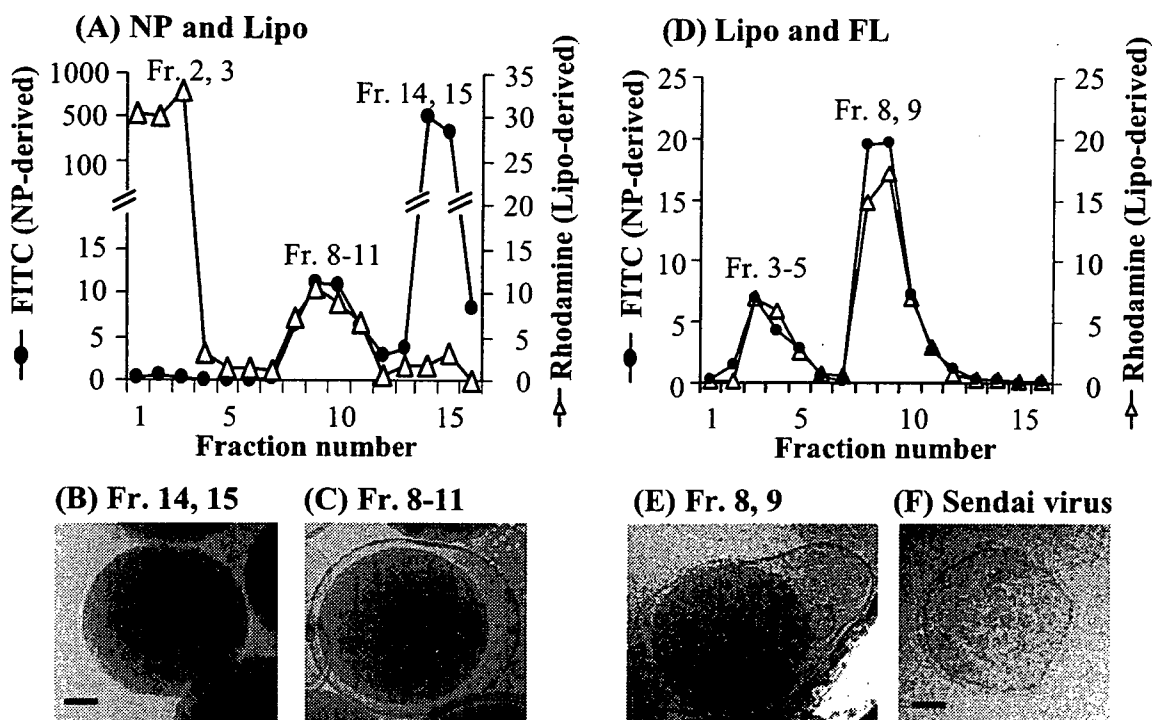 (A) NP and Lipo
FITC (NP-derived)
1000
500
100
15
10
5
0
Fr. 2, 3
Fr. 8-11
Fr. 14, 15
35
30
25
20
15
10
5
0
Rhodamine (Lipo-derived)
1 5 10 15
Fraction number
(D) Lipo and FL
FITC (NP-derived)
25
20
15
10
5
0
Fr. 3-5
Fr. 8, 9
25
20
15
10
5
0
Rhodamine (Lipo-derived)
1 5 10 15
Fraction number
(B) Fr. 14, 15
(C) Fr. 8-11
(E) Fr. 8, 9
(F) Sendai virus